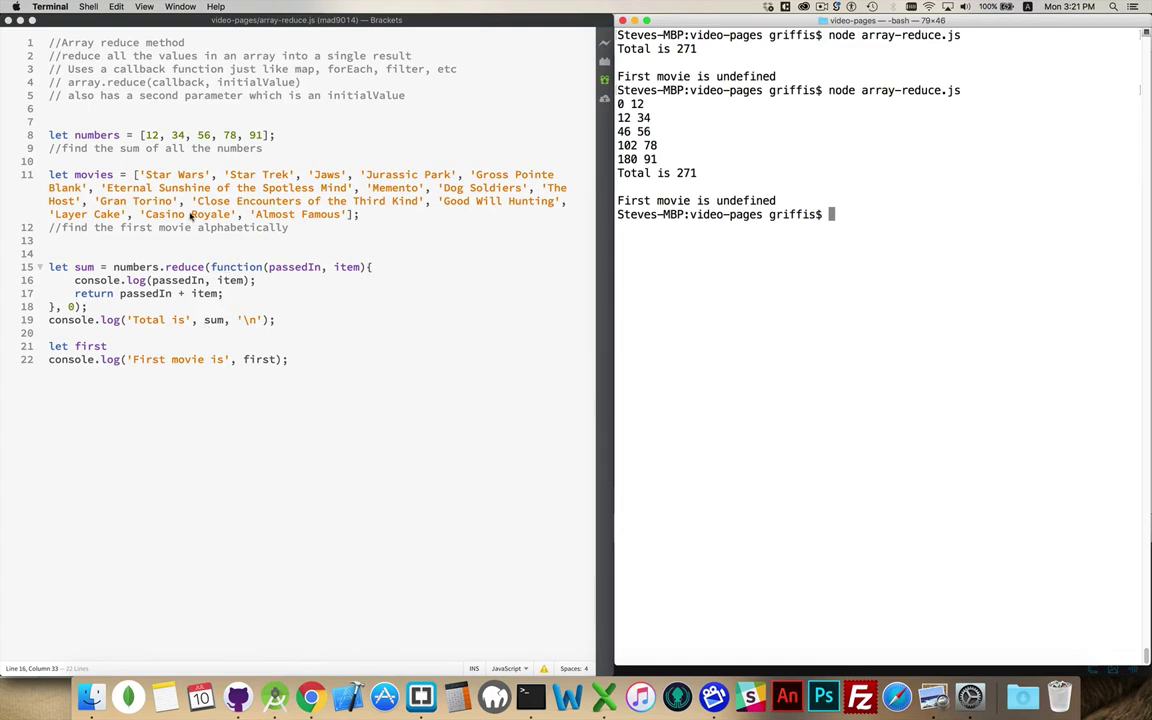 Terminal Shell Edit View Window Help
100% Mon 3:21 PM
video-pages/array-reduce.js (mad9014) — Brackets
1 //Array reduce method
2 //reduce all the values in an array into a single result
3 // Uses a callback function just like map, forEach, filter, etc
4 // array.reduce(callback, initialValue)
5 // also has a second parameter which is an initialValue
6
7
8 let numbers = [12, 34, 56, 78, 91];
9 //find the sum of all the numbers
10
11 let movies = ['Star Wars', 'Star Trek', 'Jaws', 'Jurassic Park', 'Gross Pointe
Blank', 'Eternal Sunshine of the Spotless Mind', 'Memento', 'Dog Soldiers', 'The
Host', 'Gran Torino', 'Close Encounters of the Third Kind', 'Good Will Hunting',
'Layer Cake', 'Casino Royale', 'Almost Famous'];
12 //find the first movie alphabetically
13
14
15 let sum = numbers.reduce(function(passedIn, item){
16 console.log(passedIn, item);
17 return passedIn + item;
18 }, 0);
19 console.log('Total is', sum, '\n');
20
21 let first
22 console.log('First movie is', first);
Line 16, Column 33 — 22 Lines
INS JavaScript Spaces: 4
video-pages — -bash — 79×46
Steves-MBP:video-pages griffis$ node array-reduce.js
Total is 271
First movie is undefined
Steves-MBP:video-pages griffis$ node array-reduce.js
0 12
12 34
46 56
102 78
180 91
Total is 271
First movie is undefined
Steves-MBP:video-pages griffis$
JUL
10
An
Ps
Fz